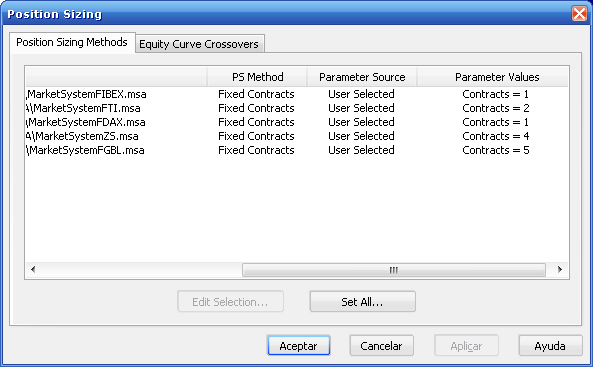 Position Sizing
Position Sizing Methods Equity Curve Crossovers
PS Method Parameter Source Parameter Values
\MarketSystemFIBEX.msa Fixed Contracts User Selected Contracts = 1
A\MarketSystemFTI.msa Fixed Contracts User Selected Contracts = 2
\MarketSystemFDAX.msa Fixed Contracts User Selected Contracts = 1
A\MarketSystemZS.msa Fixed Contracts User Selected Contracts = 4
\MarketSystemFGBL.msa Fixed Contracts User Selected Contracts = 5
Edit Selection... Set All...
Aceptar Cancelar Aplicar Ayuda